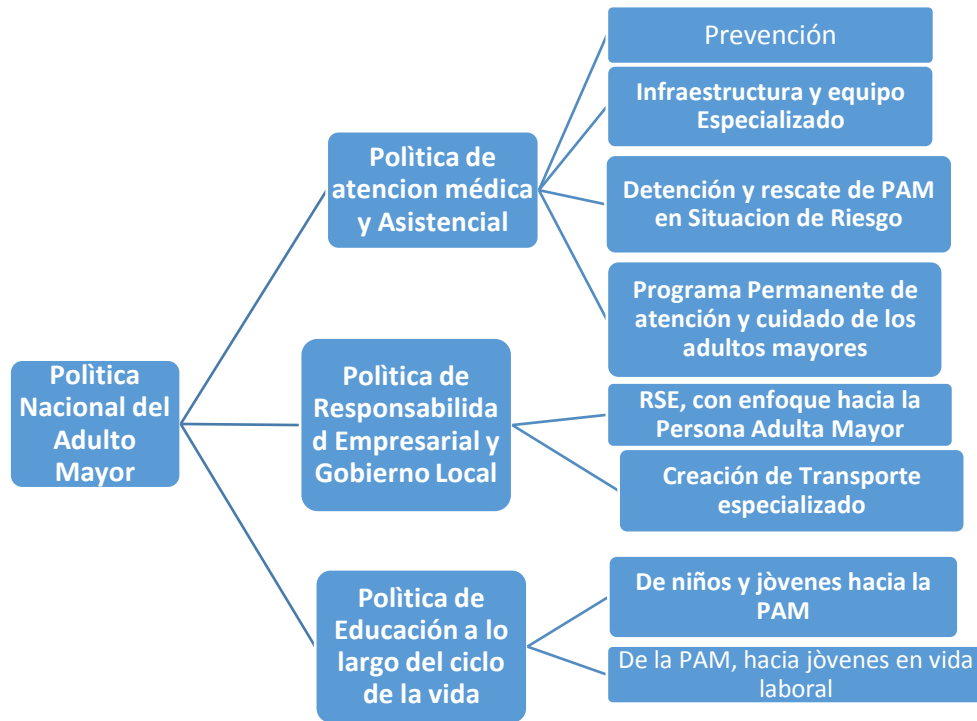 Polìtica
Nacional del
Adulto
Mayor
Polìtica de
atencion médica
y Asistencial
Prevención
Infraestructura y equipo
Especializado
Detención y rescate de PAM
en Situacion de Riesgo
Programa Permanente de
atención y cuidado de los
adultos mayores
Polìtica de
Responsabilida
d Empresarial y
Gobierno Local
RSE, con enfoque hacia la
Persona Adulta Mayor
Creación de Transporte
especializado
Polìtica de
Educación a lo
largo del ciclo
de la vida
De niños y jòvenes hacia la
PAM
De la PAM, hacia jòvenes en vida
laboral